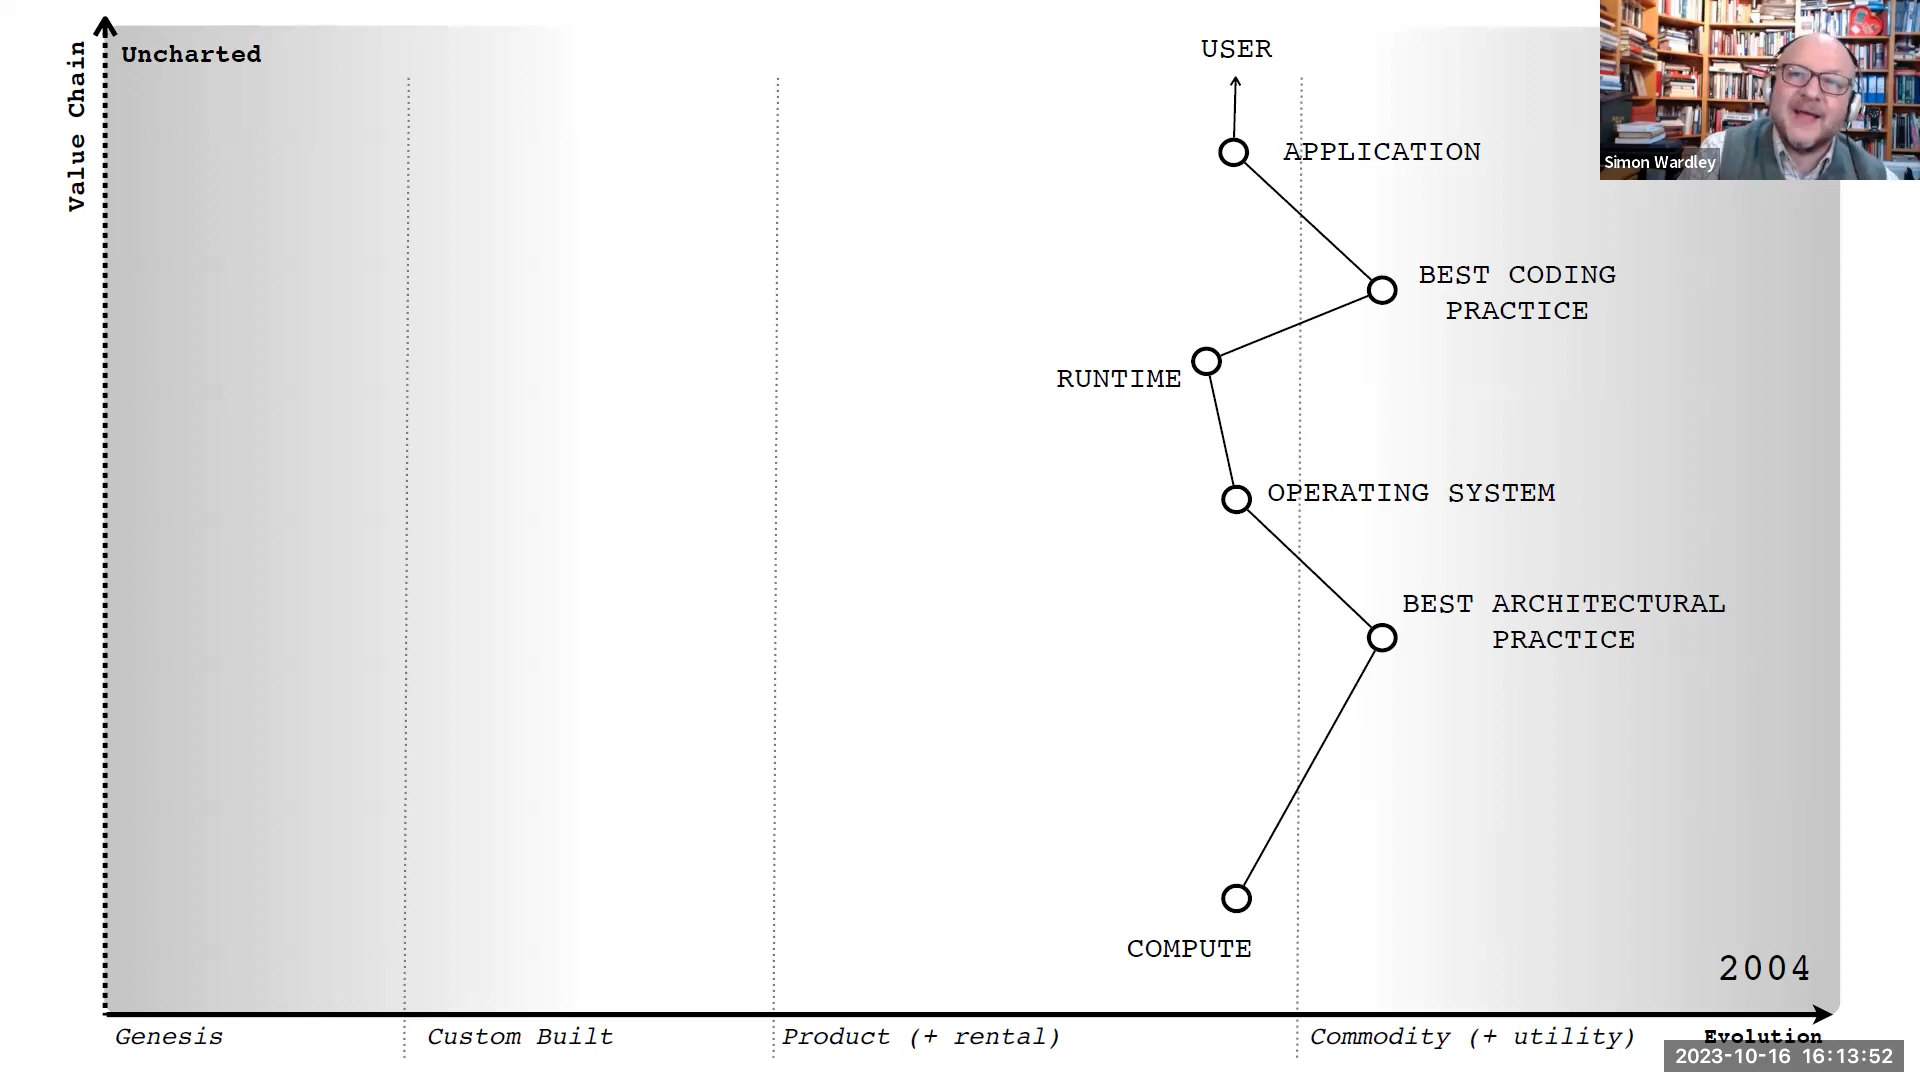 Uncharted
Value Chain
USER
APPLICATION
BEST CODING
PRACTICE
RUNTIME
OPERATING SYSTEM
BEST ARCHITECTURAL
PRACTICE
COMPUTE
2004
Genesis
Custom Built
Product (+ rental)
Commodity (+ utility)
Evolution
Simon Wardley
2023-10-16 16:13:52